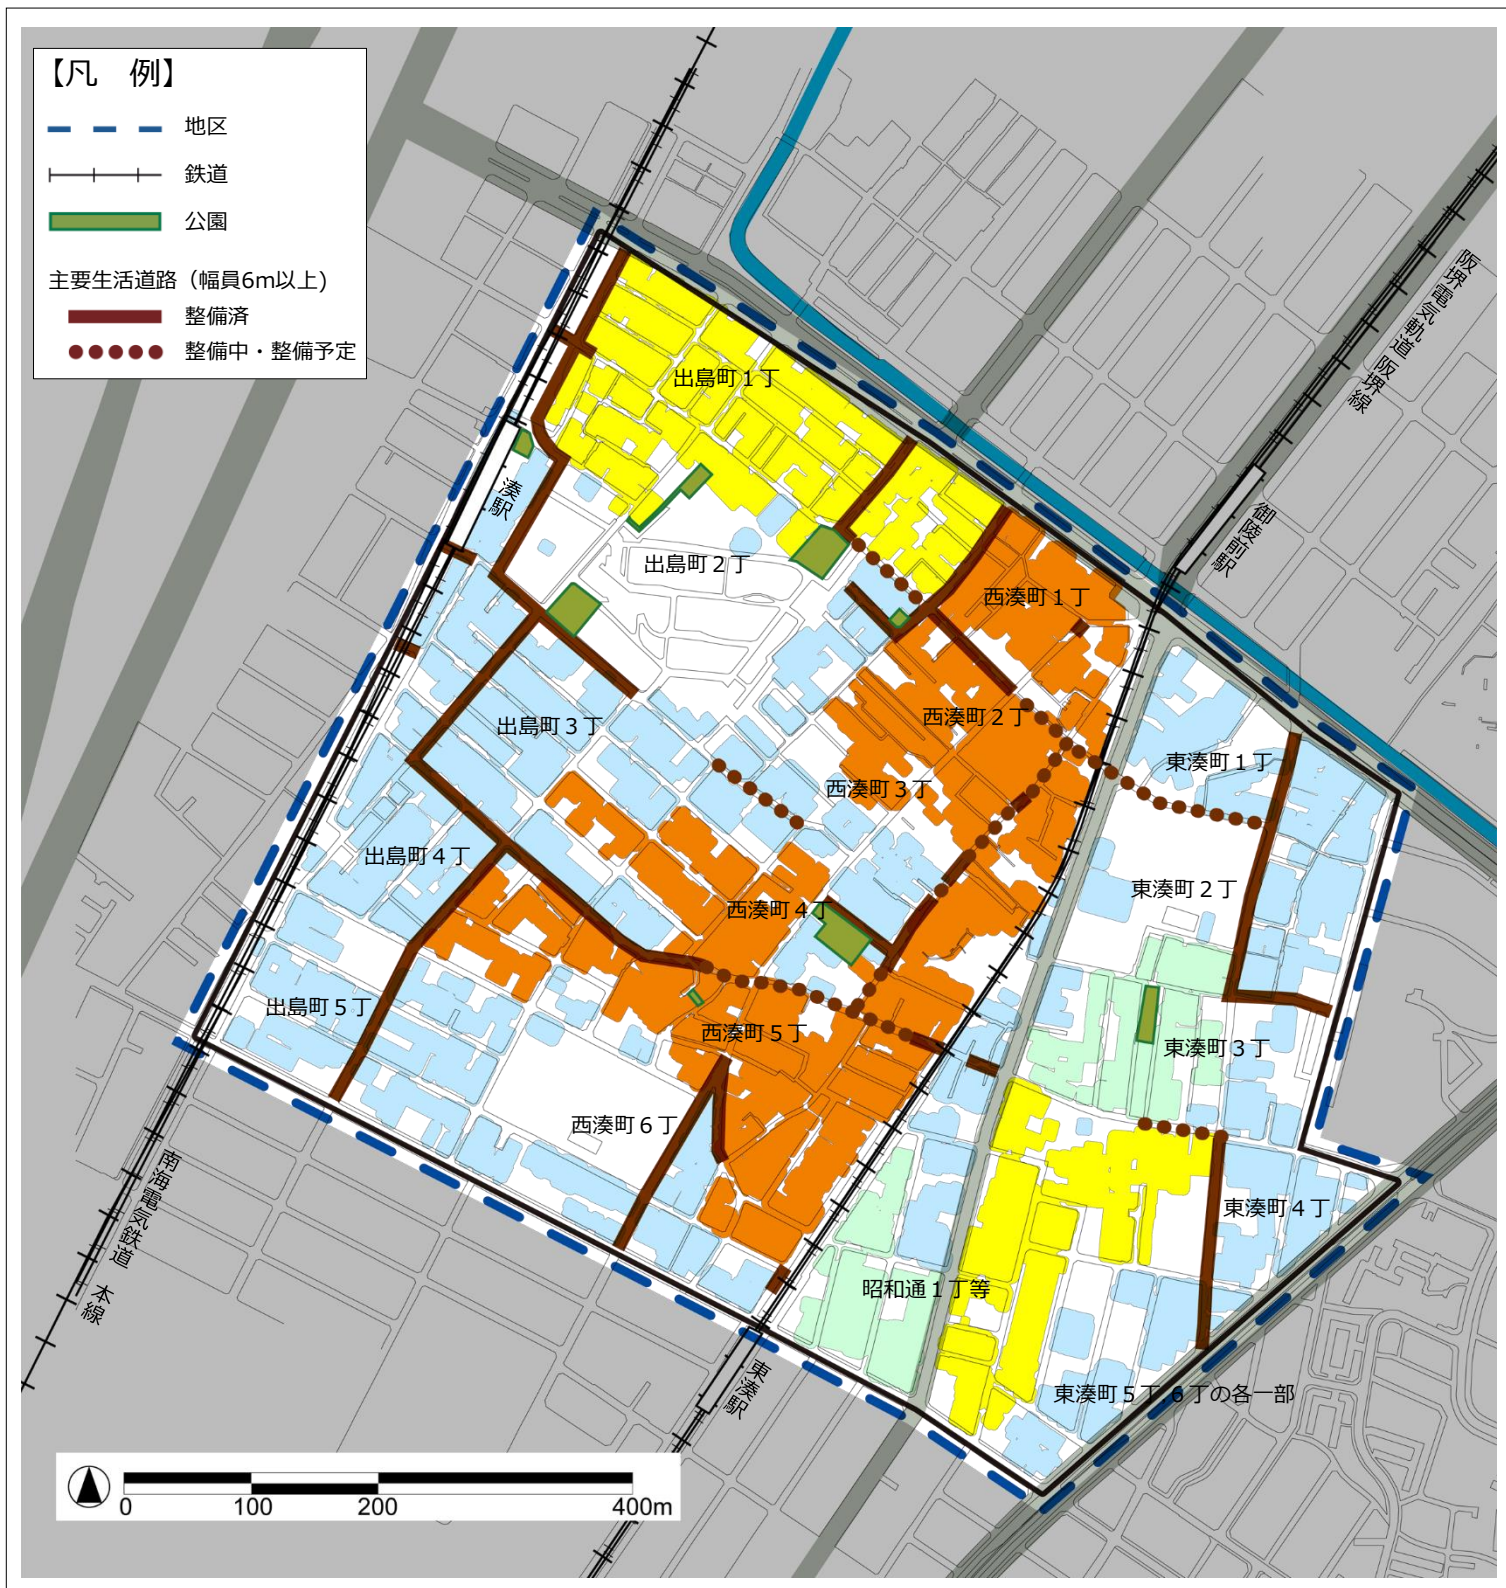 【凡　例】
地区
鉄道
公園
主要生活道路（幅員6m以上)
整備済
整備中・整備予定
阪堺電気軌道 阪堺線
出島町１丁
湊駅
御陵前駅
出島町２丁
西湊町１丁
出島町３丁
西湊町２丁
東湊町１丁
西湊町３丁
出島町４丁
東湊町２丁
西湊町４丁
出島町５丁
西湊町５丁
東湊町３丁
西湊町６丁
南海電気鉄道 本線
東湊町４丁
昭和通１丁等
東湊駅
東湊町５丁,６丁の各一部
0 100 200 400m